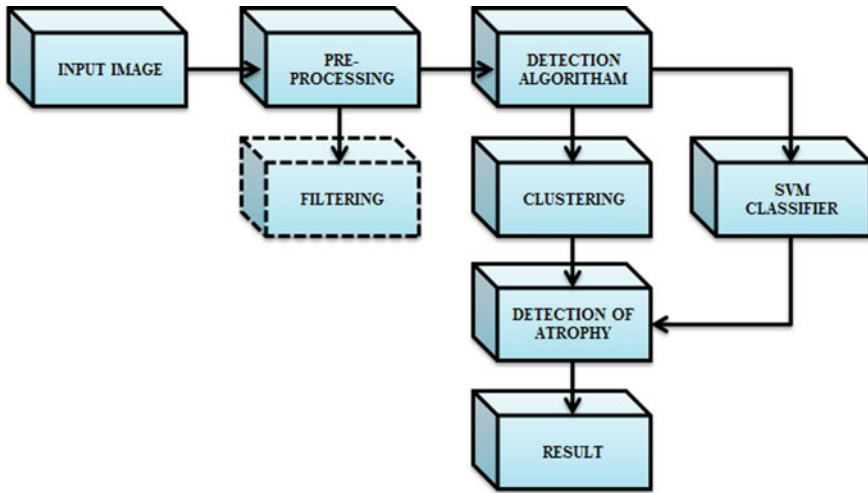 INPUT IMAGE
PRE-
PROCESSING
DETECTION
ALGORITHAM
FILTERING
CLUSTERING
SVM
CLASSIFIER
DETECTION OF
ATROPHY
RESULT